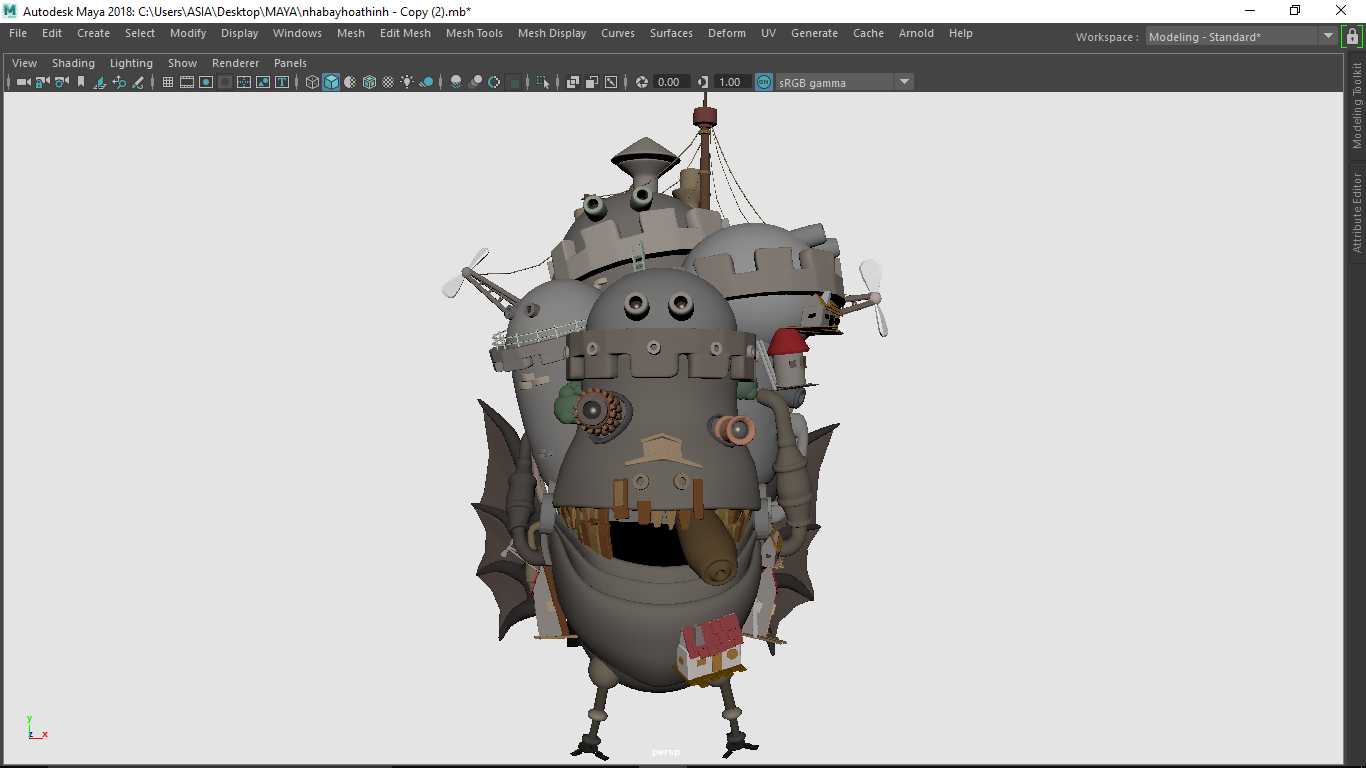 Autodesk Maya 2018: C:\Users\ASIA\Desktop\MAYA\nhabayhoathinh - Copy (2).mb*
File Edit Create Select Modify Display Windows Mesh Edit Mesh Mesh Tools Mesh Display Curves Surfaces Deform UV Generate Cache Arnold Help Workspace : Modeling - Standard*
View Shading Lighting Show Renderer Panels
0.00 1.00 ON sRGB gamma
Modeling Toolkit
Attribute Editor
y
z x
persp